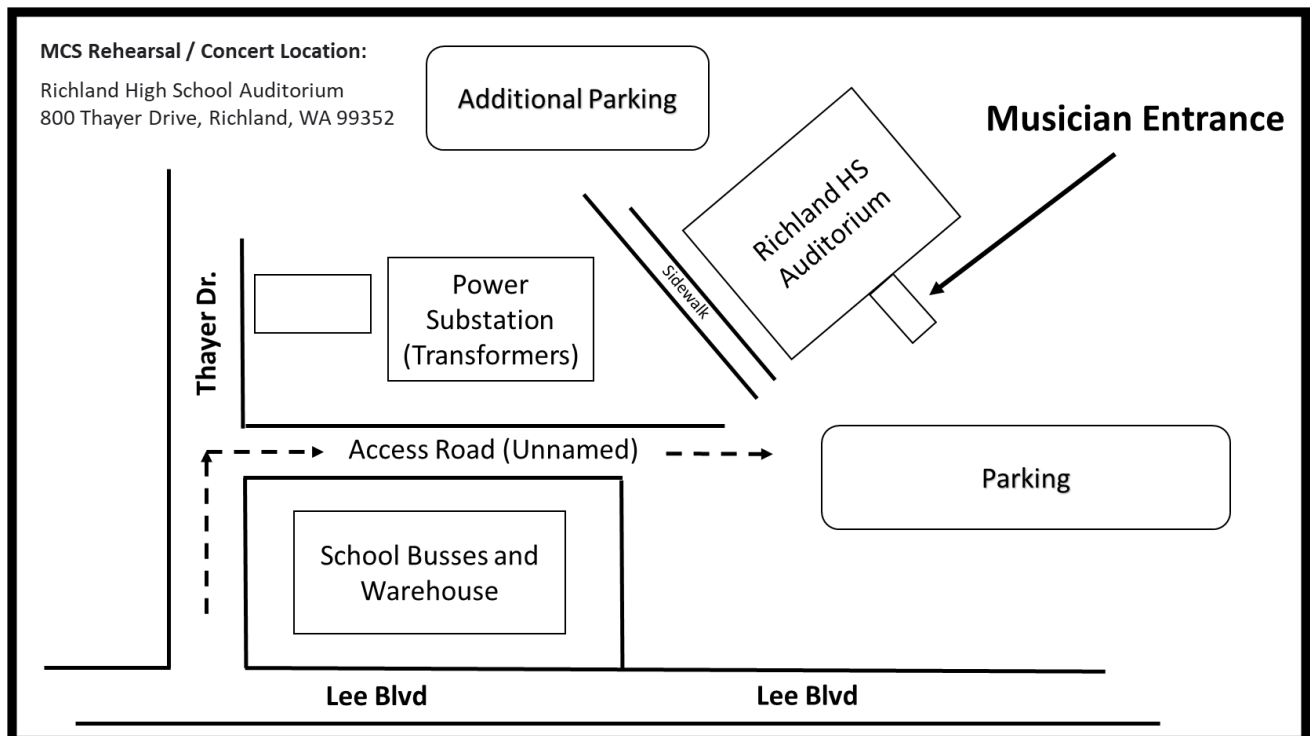 MCS Rehearsal / Concert Location:
Richland High School Auditorium
800 Thayer Drive, Richland, WA 99352
Additional Parking
Musician Entrance
Richland HS
Auditorium
Sidewalk
Thayer Dr.
Power
Substation
(Transformers)
Access Road (Unnamed)
Parking
School Busses and
Warehouse
Lee Blvd
Lee Blvd